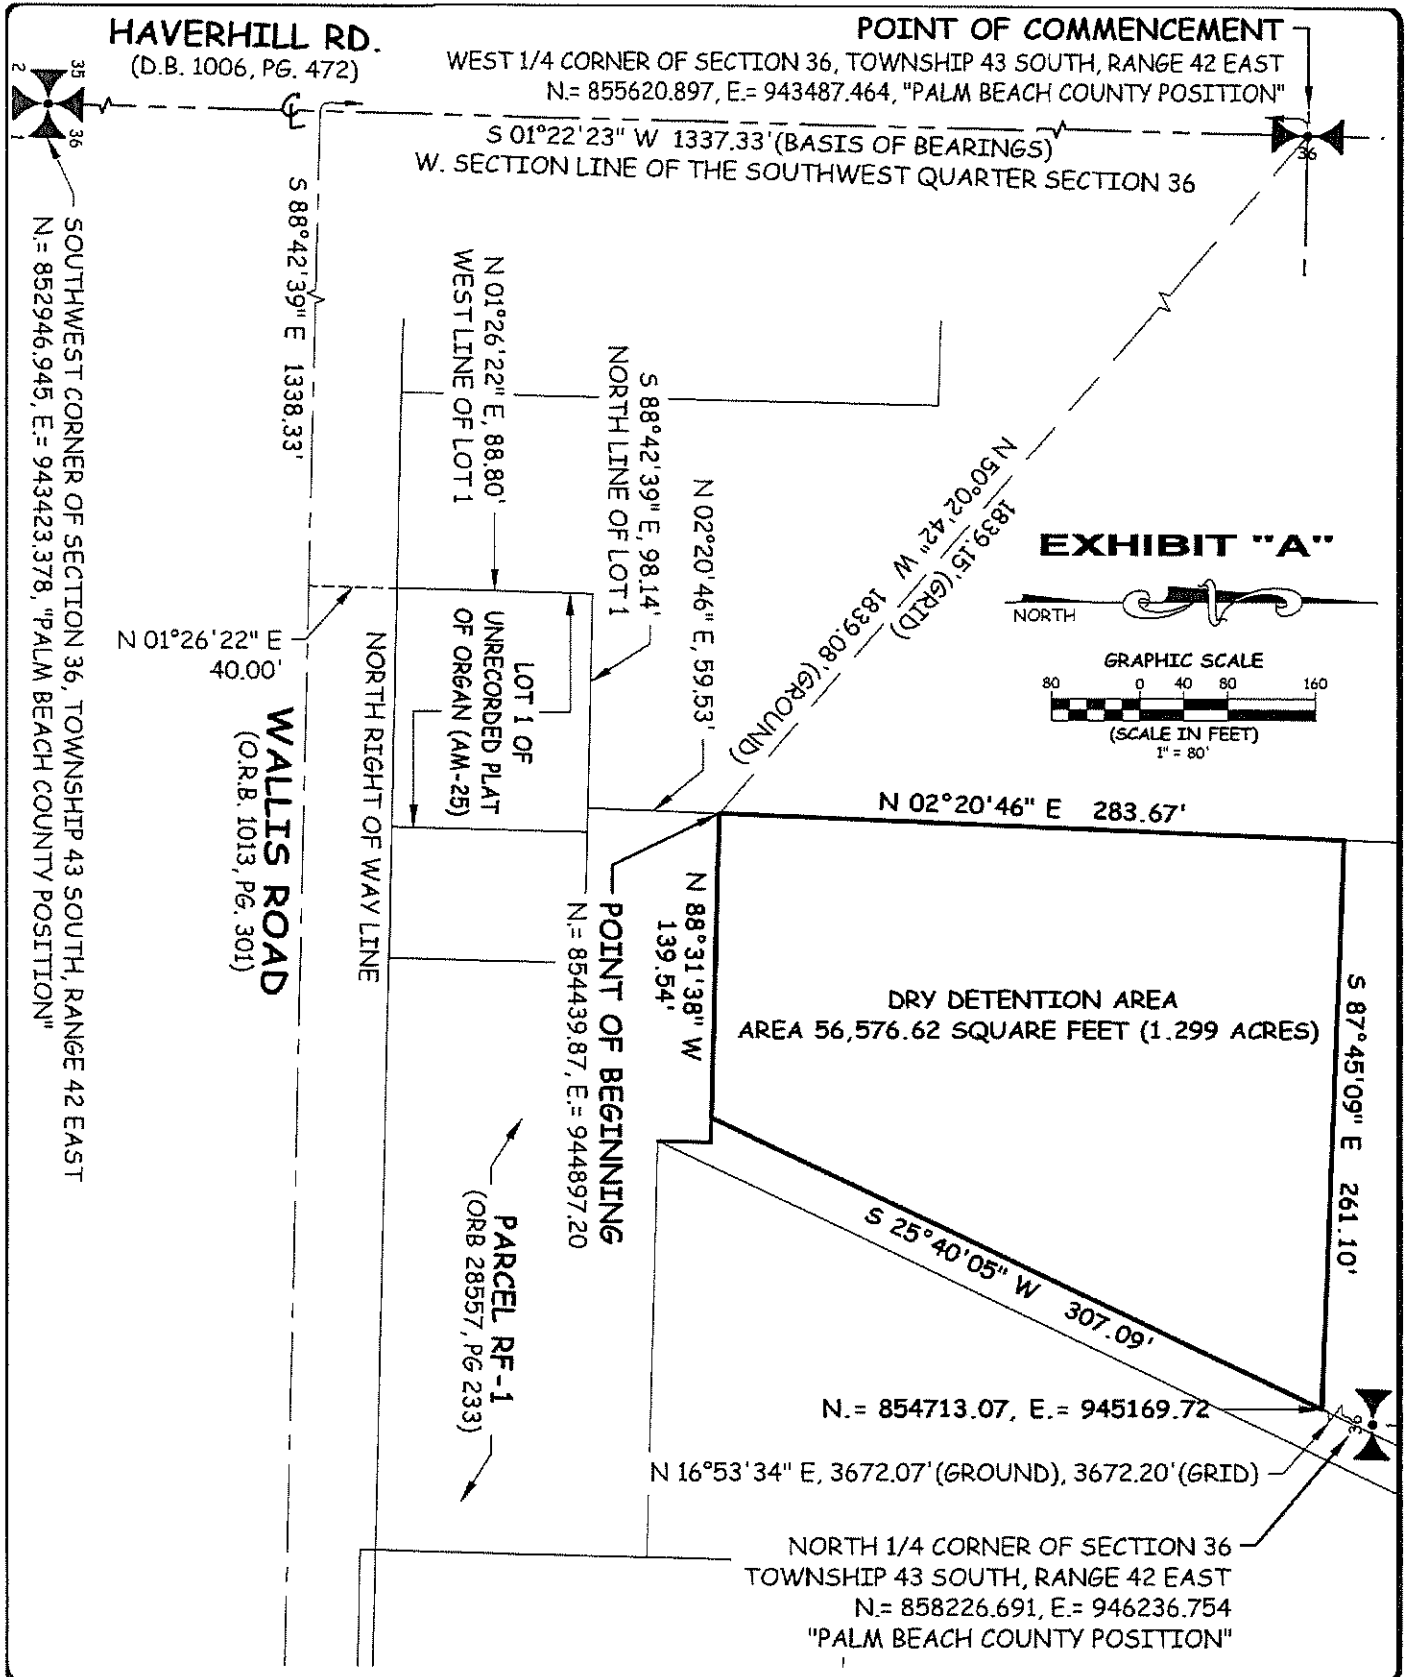 HAVERHILL RD.
(D.B. 1006, PG. 472)
POINT OF COMMENCEMENT
WEST 1/4 CORNER OF SECTION 36, TOWNSHIP 43 SOUTH, RANGE 42 EAST
N.= 855620.897, E.= 943487.464, "PALM BEACH COUNTY POSITION"
35
36
2
1
℄
S 01°22'23" W 1337.33'(BASIS OF BEARINGS)
W. SECTION LINE OF THE SOUTHWEST QUARTER SECTION 36
36
SOUTHWEST CORNER OF SECTION 36, TOWNSHIP 43 SOUTH, RANGE 42 EAST
N.= 852946.945, E.= 943423.378, "PALM BEACH COUNTY POSITION"
S 88°42'39" E 1338.33'
N 01°26'22" E, 88.80'
WEST LINE OF LOT 1
S 88°42'39" E, 98.14'
NORTH LINE OF LOT 1
N 02°20'46" E, 59.53'
N 50°02'42" W 1839.08'(GROUND)
1839.15'(GRID)
EXHIBIT "A"
NORTH
GRAPHIC SCALE
80 0 40 80 160
(SCALE IN FEET)
1" = 80'
N 01°26'22" E
40.00'
WALLIS ROAD
(O.R.B. 1013, PG. 301)
NORTH RIGHT OF WAY LINE
LOT 1 OF
UNRECORDED PLAT
OF ORGAN (AM-25)
POINT OF BEGINNING
N.= 854439.87, E.= 944897.20
N 02°20'46" E 283.67'
N 88°31'38" W
139.54'
DRY DETENTION AREA
AREA 56,576.62 SQUARE FEET (1.299 ACRES)
S 87°45'09" E 261.10'
S 25°40'05" W 307.09'
PARCEL RF-1
(ORB 28557, PG 233)
N.= 854713.07, E.= 945169.72
36
N 16°53'34" E, 3672.07'(GROUND), 3672.20'(GRID)
NORTH 1/4 CORNER OF SECTION 36
TOWNSHIP 43 SOUTH, RANGE 42 EAST
N.= 858226.691, E.= 946236.754
"PALM BEACH COUNTY POSITION"